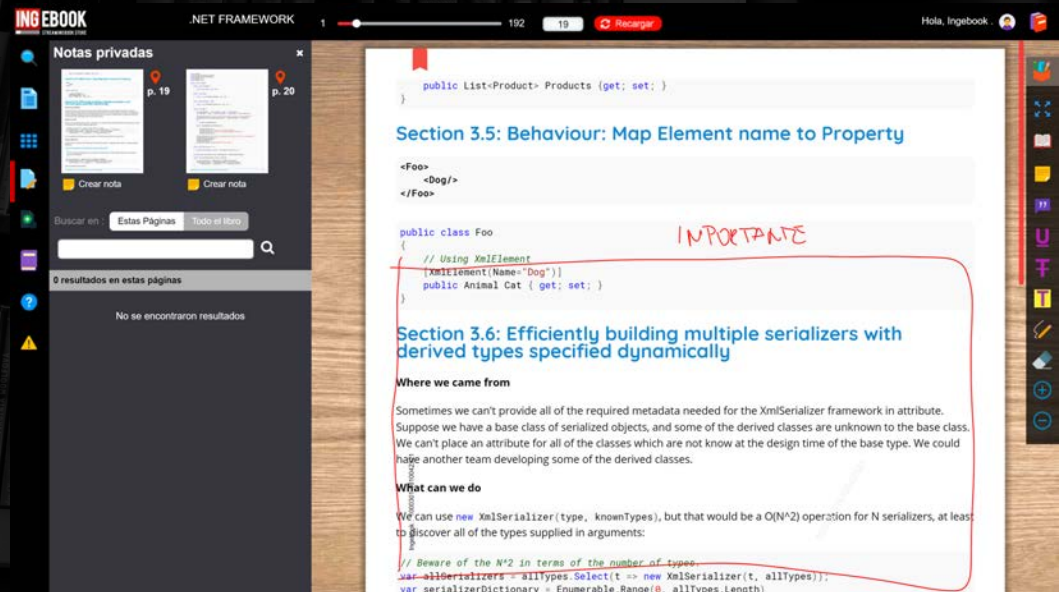 INGEBOOK
.NET FRAMEWORK
1
192
19
Recargar
Hola, Ingebook .
Notas privadas
×
p. 19
p. 20
Crear nota
Crear nota
Buscar en :
Estas Páginas
Todo el libro
0 resultados en estas páginas
No se encontraron resultados
public List<Product> Products {get; set; }
}
Section 3.5: Behaviour: Map Element name to Property
<Foo>
<Dog/>
</Foo>
INPORTANTE
public class Foo
{
// Using XmlElement
[XmlElement(Name="Dog")]
public Animal Cat { get; set; }
}
Section 3.6: Efficiently building multiple serializers with
derived types specified dynamically
Where we came from
Sometimes we can't provide all of the required metadata needed for the XmlSerializer framework in attribute.
Suppose we have a base class of serialized objects, and some of the derived classes are unknown to the base class.
We can't place an attribute for all of the classes which are not know at the design time of the base type. We could
have another team developing some of the derived classes.
What can we do
We can use new XmlSerializer(type, knownTypes), but that would be a O(N^2) operation for N serializers, at least
to discover all of the types supplied in arguments:
// Beware of the N^2 in terms of the number of types.
var allSerializers = allTypes.Select(t => new XmlSerializer(t, allTypes));
var serializerDictionary = Enumerable.Range(0, allTypes.Length)